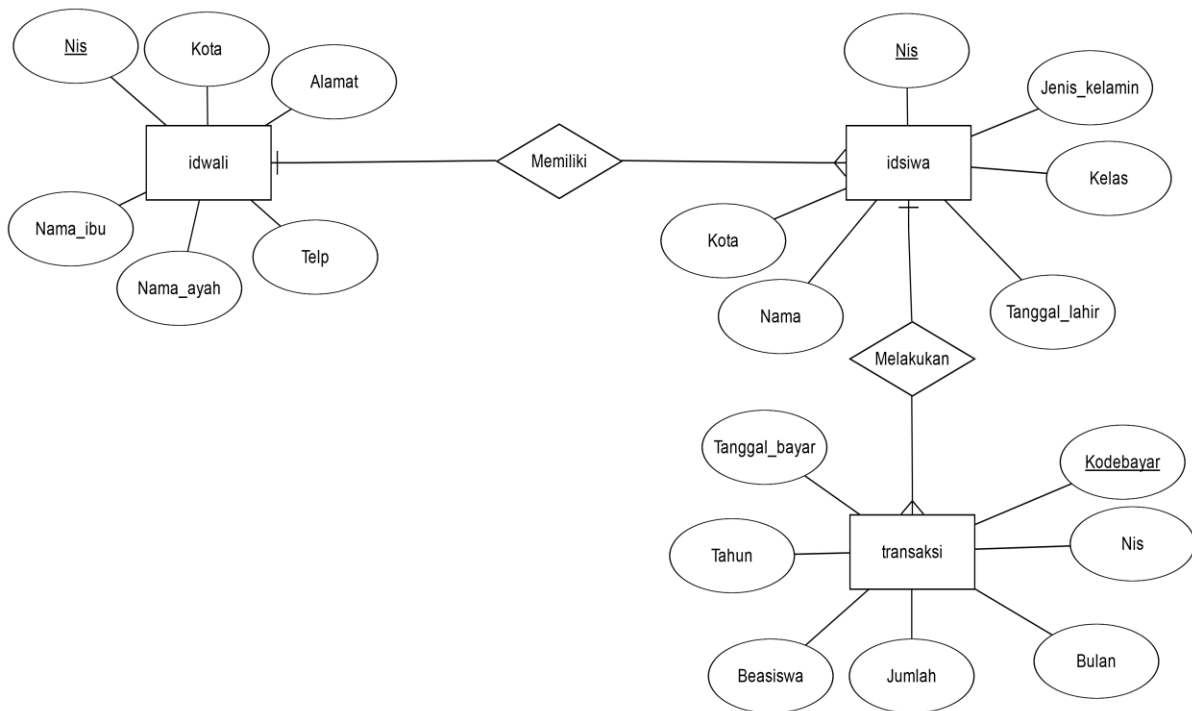 Nis
Kota
Alamat
idwali
Nama_ibu
Nama_ayah
Telp
Memiliki
Nis
Jenis_kelamin
idsiwa
Kelas
Kota
Nama
Tanggal_lahir
Melakukan
Tanggal_bayar
Kodebayar
Tahun
transaksi
Nis
Beasiswa
Jumlah
Bulan